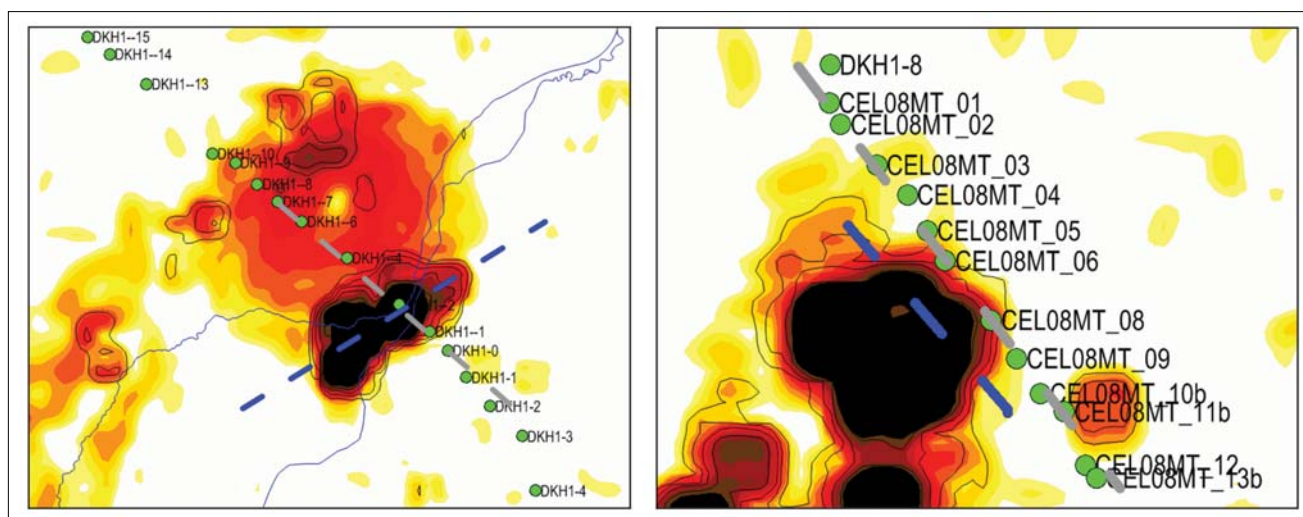 DKH1--15
DKH1--14
DKH1--13
DKH1--10
DKH1--9
DKH1--8
DKH1--7
DKH1--6
DKH1--4
DKH1--1
DKH1-0
DKH1-1
DKH1-2
DKH1-3
DKH1-4
DKH1-8
CEL08MT_01
CEL08MT_02
CEL08MT_03
CEL08MT_04
CEL08MT_05
CEL08MT_06
CEL08MT_08
CEL08MT_09
CEL08MT_10b
CEL08MT_11b
CEL08MT_12
CEL08MT_13b